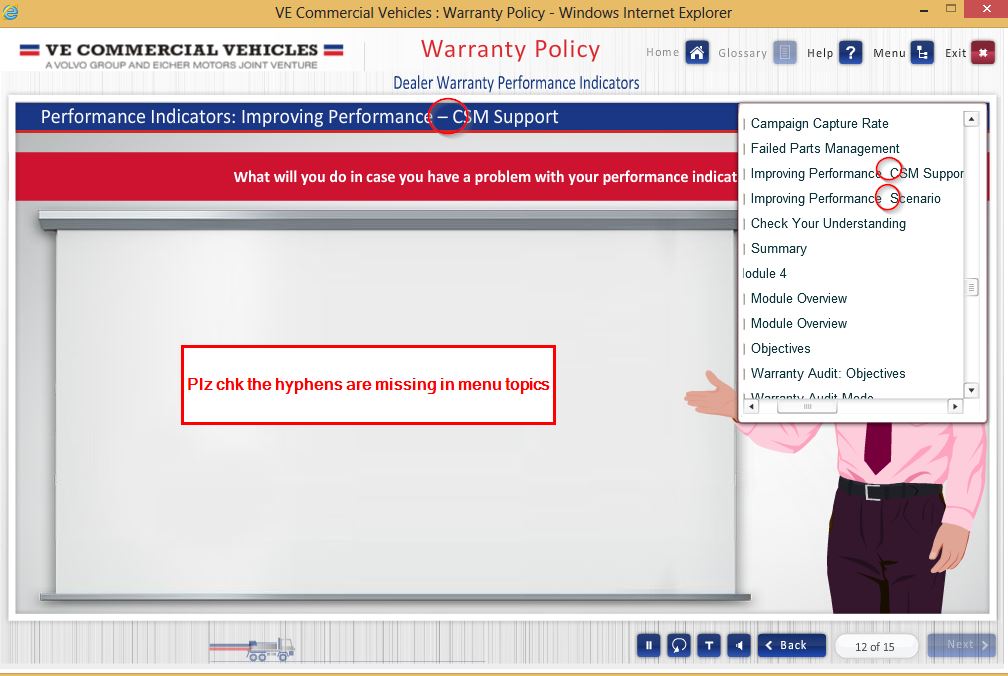 VE Commercial Vehicles : Warranty Policy - Windows Internet Explorer
VE COMMERCIAL VEHICLES
A VOLVO GROUP AND EICHER MOTORS JOINT VENTURE
Warranty Policy
Home
Glossary
Help
?
Menu
Exit
Dealer Warranty Performance Indicators
Performance Indicators: Improving Performance – CSM Support
What will you do in case you have a problem with your performance indicat
| Campaign Capture Rate
| Failed Parts Management
| Improving Performance CSM Suppor
| Improving Performance Scenario
| Check Your Understanding
| Summary
odule 4
| Module Overview
| Module Overview
| Objectives
| Warranty Audit: Objectives
| Warranty Audit Mode
Plz chk the hyphens are missing in menu topics
T
Back
12 of 15
Next